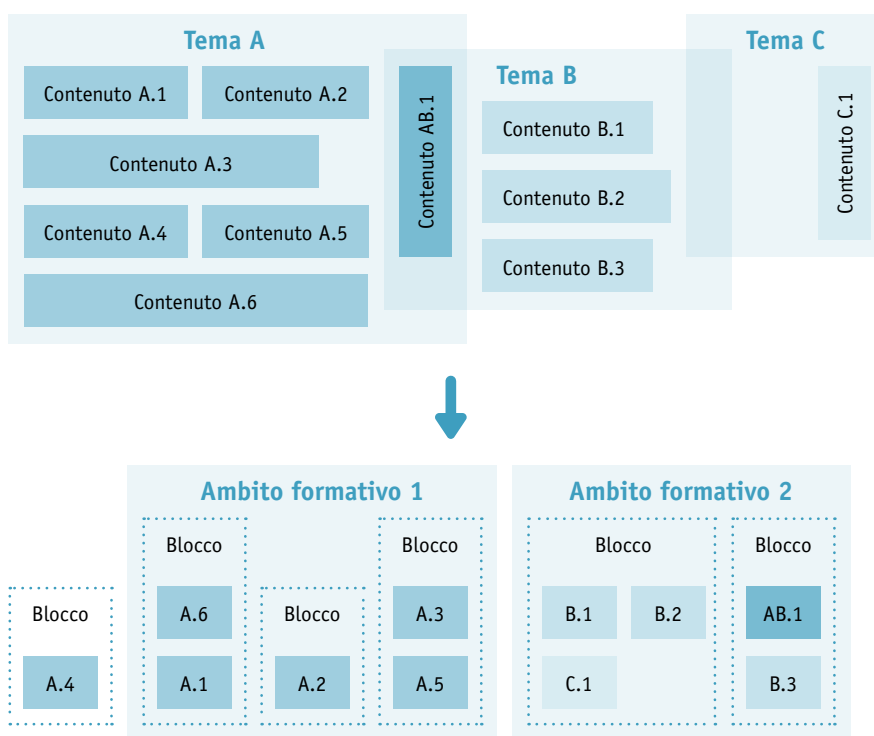 Tema A
Contenuto A.1
Contenuto A.2
Contenuto A.3
Contenuto A.4
Contenuto A.5
Contenuto A.6
Contenuto AB.1
Tema B
Contenuto B.1
Contenuto B.2
Contenuto B.3
Tema C
Contenuto C.1
Blocco
A.4
Ambito formativo 1
Blocco
A.6
A.1
Blocco
A.2
Blocco
A.3
A.5
Ambito formativo 2
Blocco
B.1
B.2
C.1
Blocco
AB.1
B.3